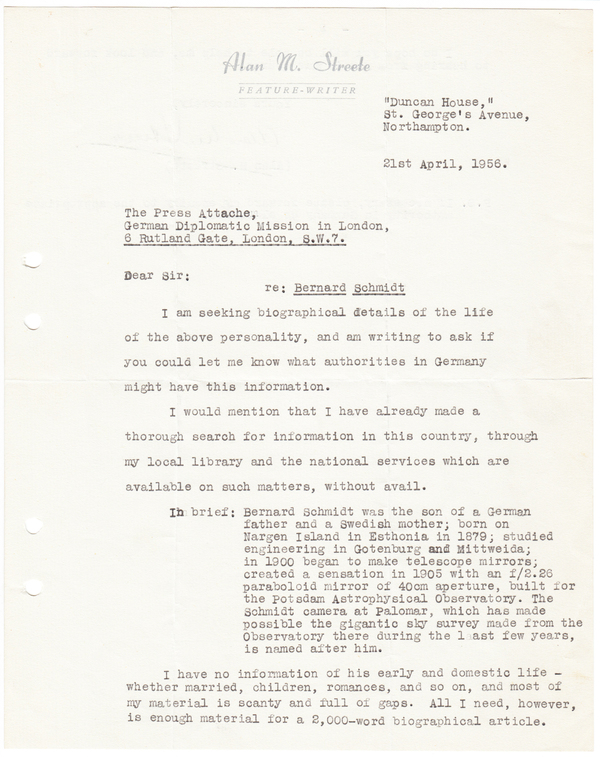 Alan M. Streete
FEATURE-WRITER
"Duncan House,"
St. George's Avenue,
Northampton.
21st April, 1956.
The Press Attache,
German Diplomatic Mission in London,
6 Rutland Gate, London, S.W.7.
Dear Sir:
re: Bernard Schmidt
I am seeking biographical details of the life
of the above personality, and am writing to ask if
you could let me know what authorities in Germany
might have this information.
I would mention that I have already made a
thorough search for information in this country, through
my local library and the national services which are
available on such matters, without avail.
In brief: Bernard Schmidt was the son of a German
father and a Swedish mother; born on
Nargen Island in Esthonia in 1879; studied
engineering in Gotenburg and Mittweida;
in 1900 began to make telescope mirrors;
created a sensation in 1905 with an f/2.26
paraboloid mirror of 40cm aperture, built for
the Potsdam Astrophysical Observatory. The
Schmidt camera at Palomar, which has made
possible the gigantic sky survey made from the
Observatory there during the last few years,
is named after him.
I have no information of his early and domestic life -
whether married, children, romances, and so on, and most of
my material is scanty and full of gaps. All I need, however,
is enough material for a 2,000-word biographical article.